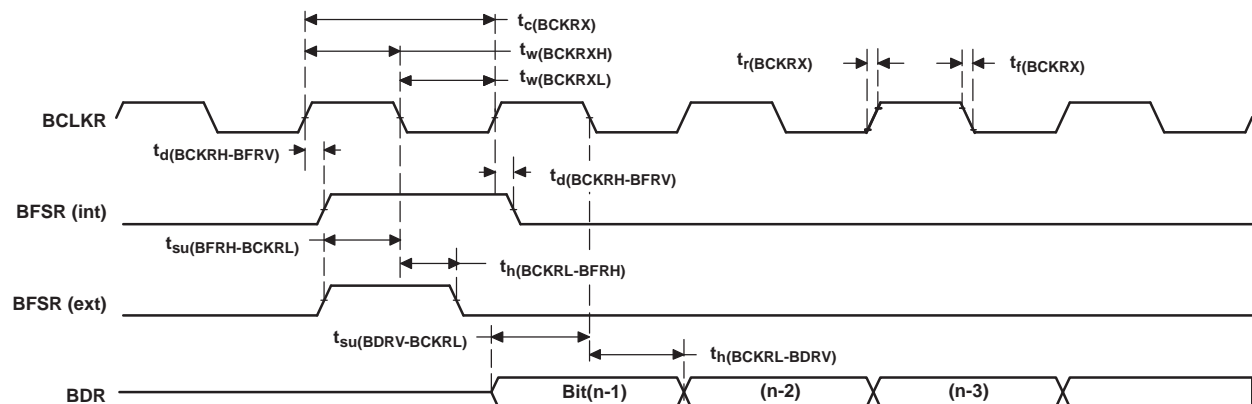 tc(BCKRX)
tw(BCKRXH)
tw(BCKRXL)
tr(BCKRX)
tf(BCKRX)
BCLKR
td(BCKRH-BFRV)
td(BCKRH-BFRV)
BFSR (int)
tsu(BFRH-BCKRL)
th(BCKRL-BFRH)
BFSR (ext)
tsu(BDRV-BCKRL)
th(BCKRL-BDRV)
BDR
Bit(n-1)
(n-2)
(n-3)